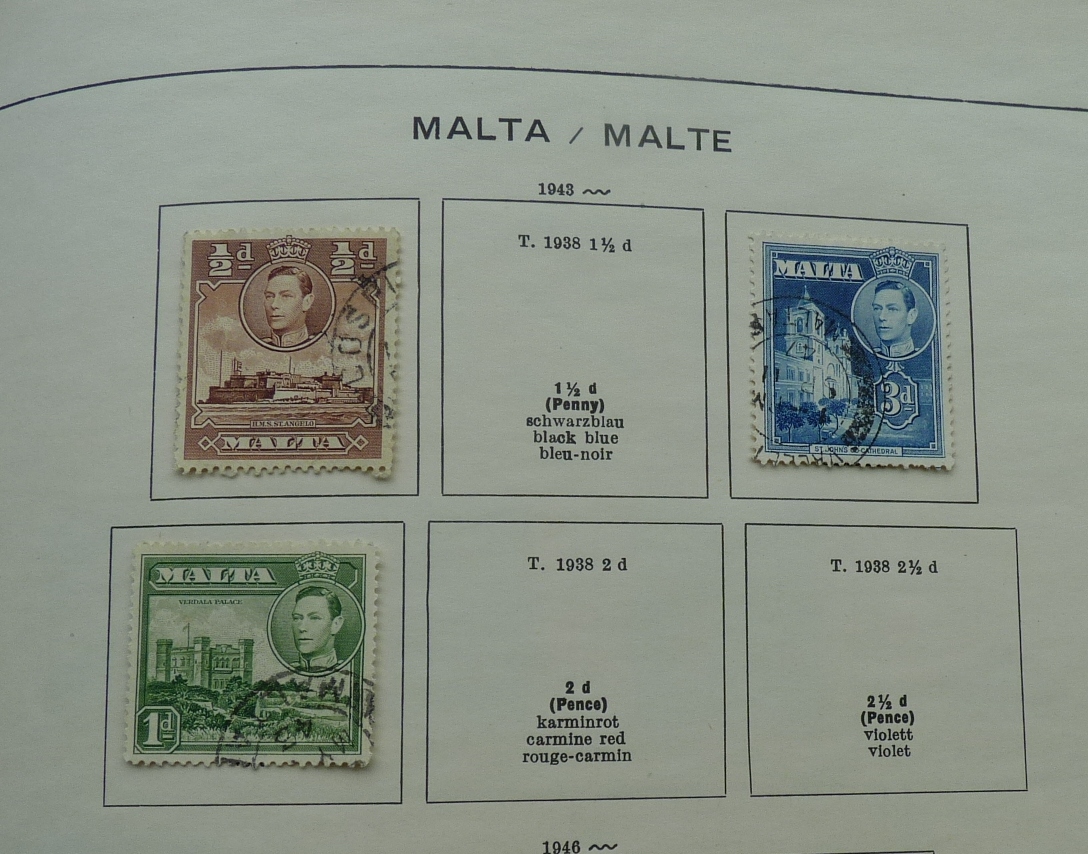 MALTA / MALTE
1943 ~~
½d ½d
H.M.S. ST. ANGELO
MALTA
T. 1938 1½ d
1½ d
(Penny)
schwarzblau
black blue
bleu-noir
MALTA
3d
ST. JOHN'S CO-CATHEDRAL
MALTA
VERDALA PALACE
1d
T. 1938 2 d
2 d
(Pence)
karminrot
carmine red
rouge-carmin
T. 1938 2½ d
2½ d
(Pence)
violett
violet
1946 ~~